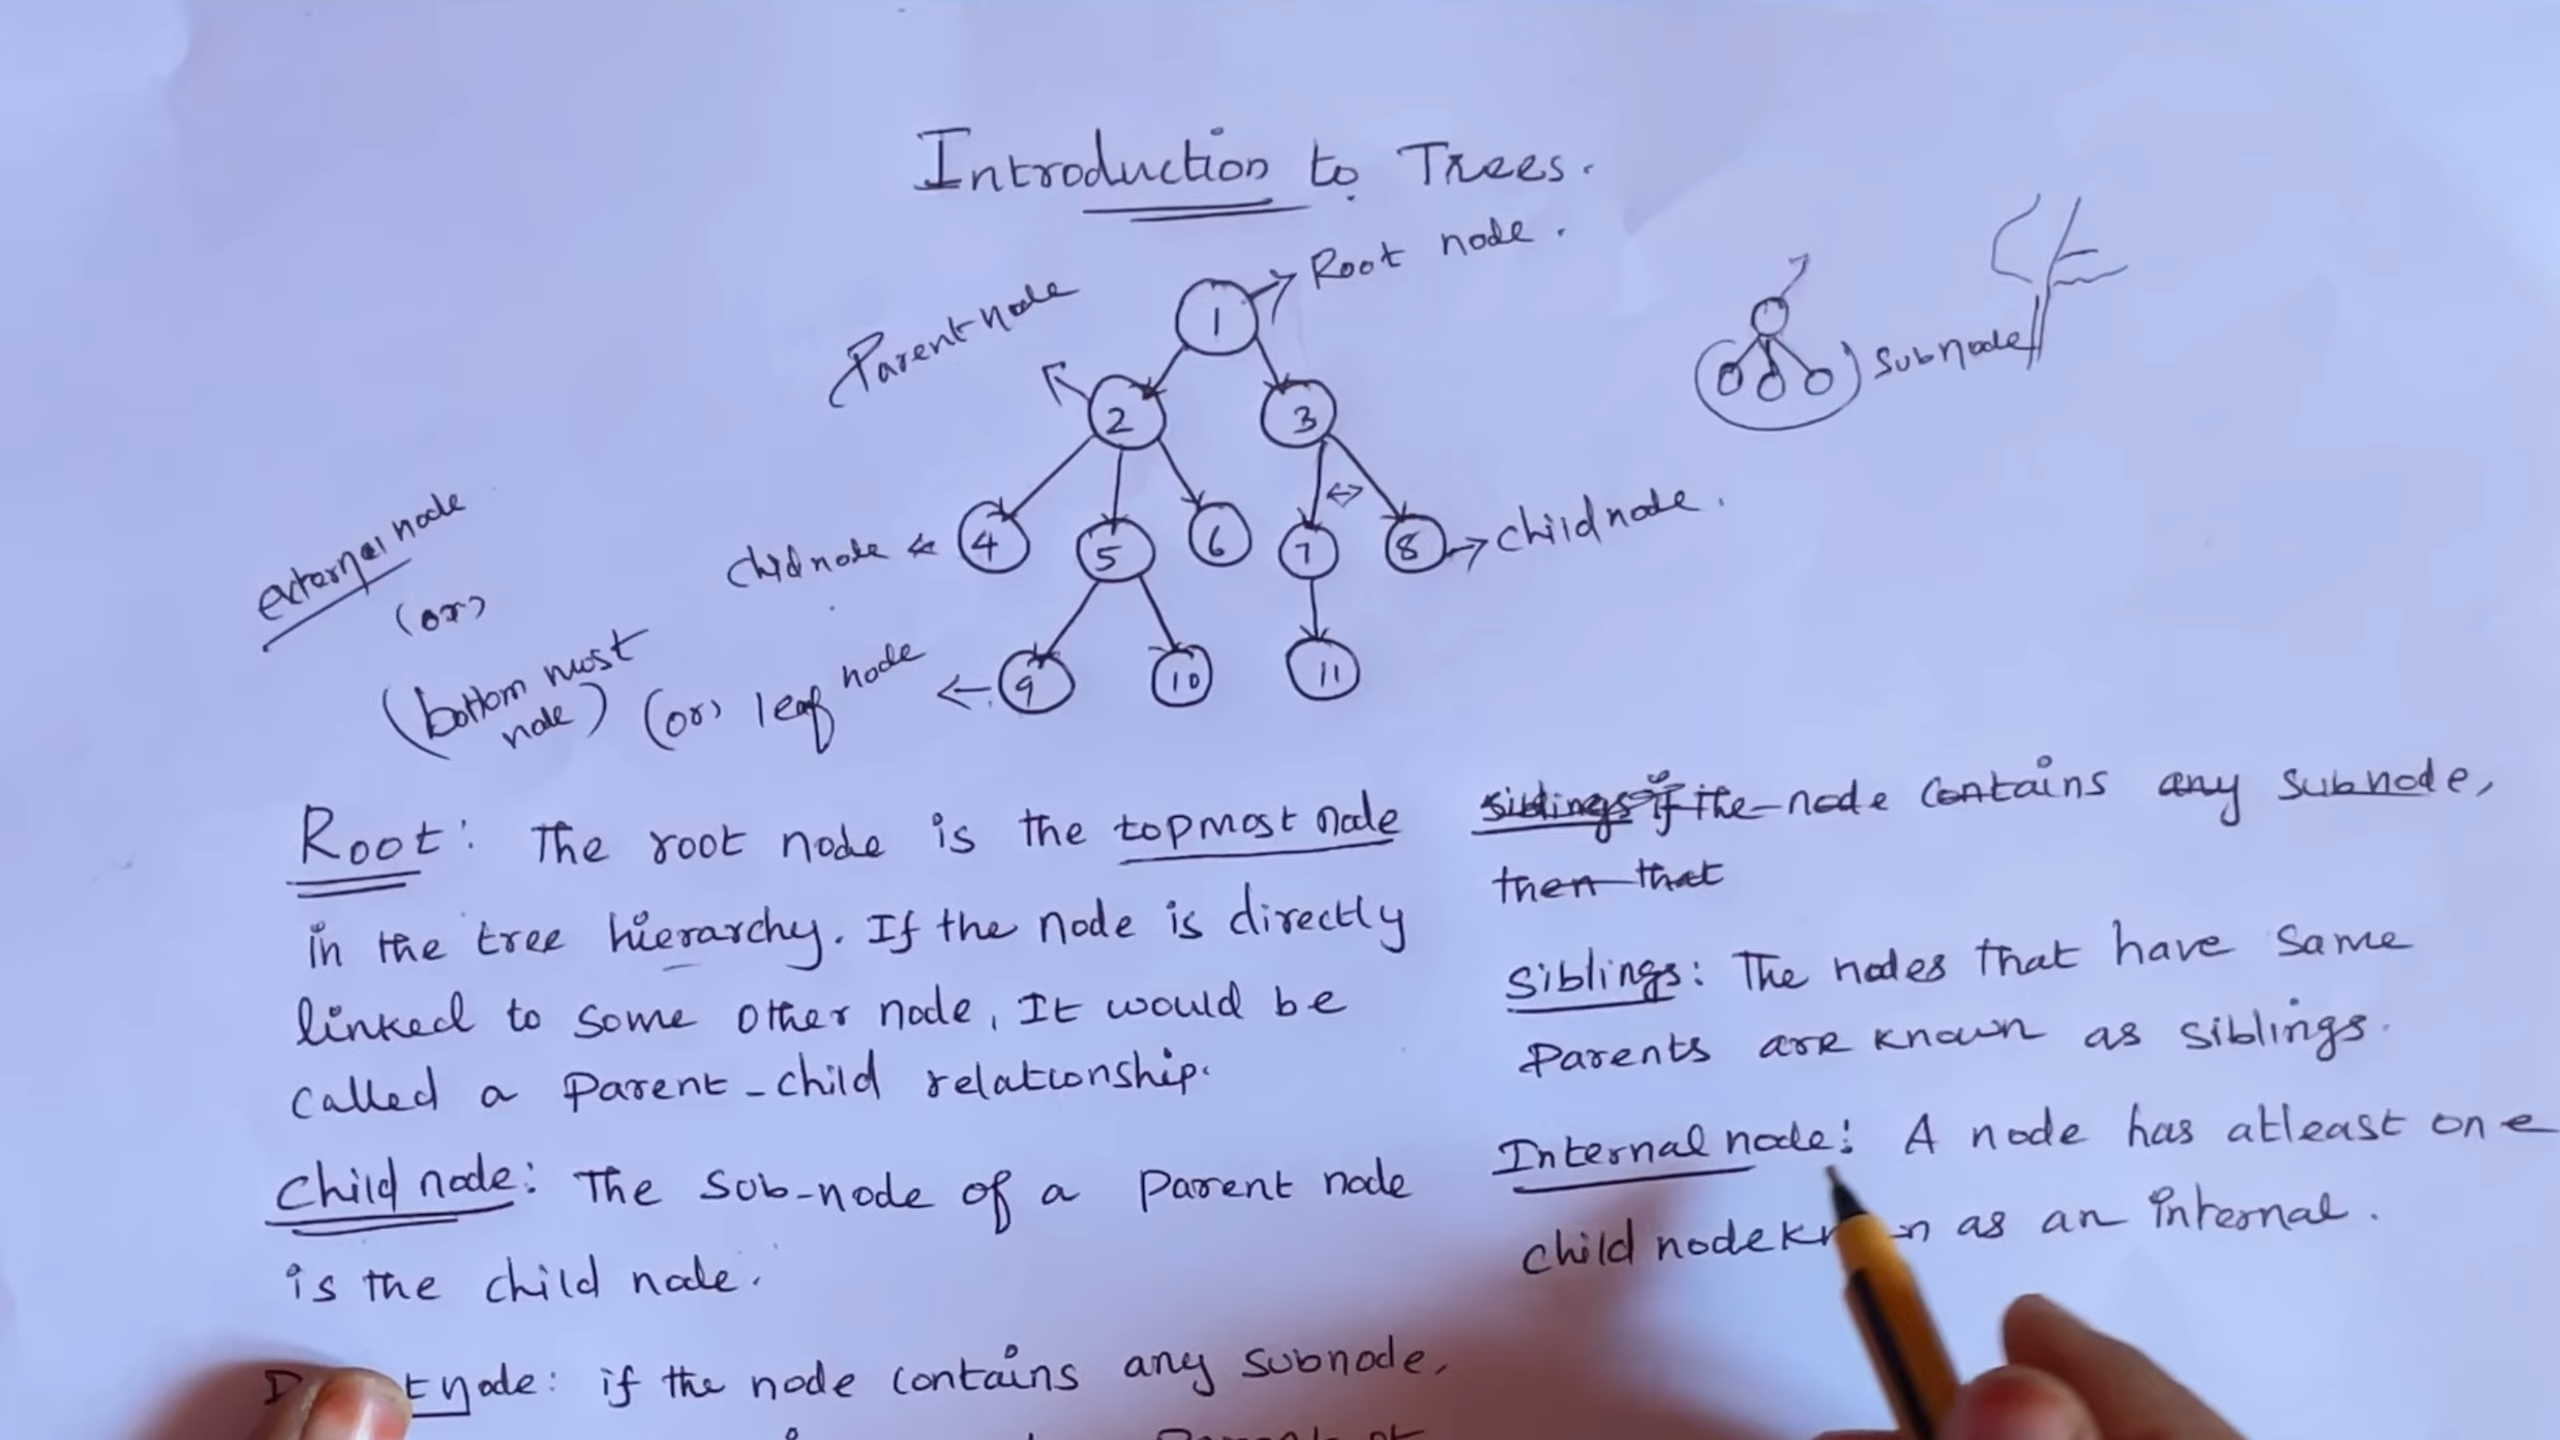 Introduction to Trees.
Root node.
Parent node
1
2
3
Subnode
external node
(or)
(bottom most
node)
(or) leaf node
child node
4
5
6
7
8
child node.
9
10
11
Root: The root node is the topmost node
in the tree hierarchy. If the node is directly
linked to some other node, It would be
called a Parent-child relationship.
Child node: The Sub-node of a Parent node
is the child node.
node: if the node contains any subnode,
siblings if the node contains any subnode,
then that
Siblings: The nodes that have same
Parents are known as siblings.
Internal node: A node has atleast one
child node as an internal.